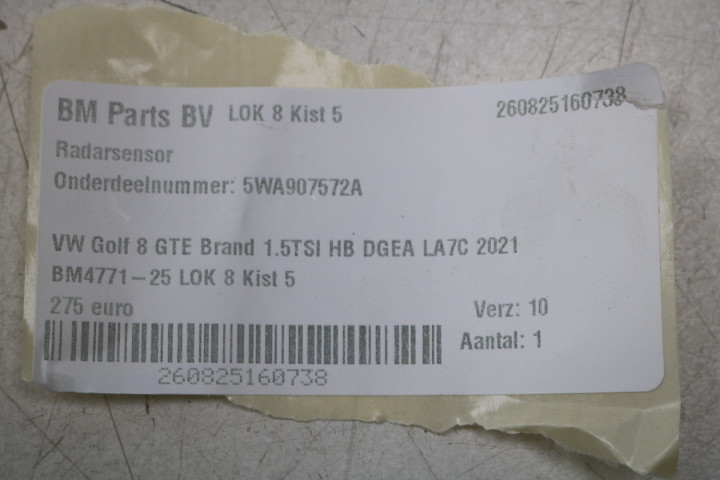 BM Parts BV LOK 8 Kist 5 260825160738
Radarsensor
Onderdeelnummer: 5WA907572A
VW Golf 8 GTE Brand 1.5TSI HB DGEA LA7C 2021
BM4771-25 LOK 8 Kist 5
275 euro Verz: 10
Aantal: 1
260825160738